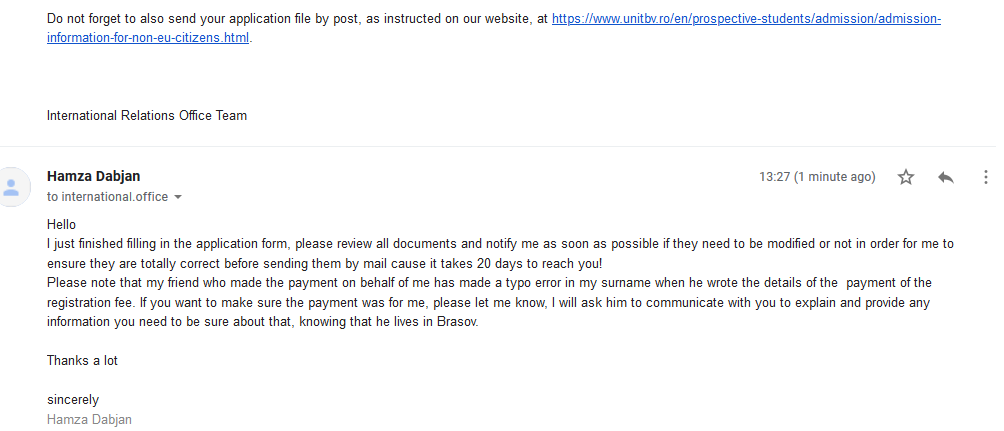 Do not forget to also send your application file by post, as instructed on our website, at https://www.unitbv.ro/en/prospective-students/admission/admission-
information-for-non-eu-citizens.html.
International Relations Office Team
Hamza Dabjan
13:27 (1 minute ago)
to international.office
Hello
I just finished filling in the application form, please review all documents and notify me as soon as possible if they need to be modified or not in order for me to
ensure they are totally correct before sending them by mail cause it takes 20 days to reach you!
Please note that my friend who made the payment on behalf of me has made a typo error in my surname when he wrote the details of the  payment of the
registration fee. If you want to make sure the payment was for me, please let me know, I will ask him to communicate with you to explain and provide any
information you need to be sure about that, knowing that he lives in Brasov.
Thanks a lot
sincerely
Hamza Dabjan